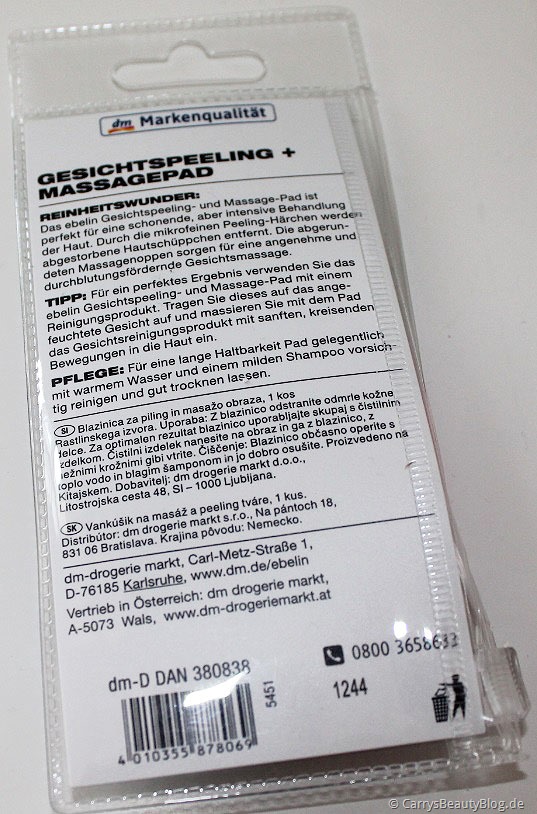 dm Markenqualität
GESICHTSPEELING +
MASSAGEPAD
REINHEITSWUNDER:
Das ebelin Gesichtspeeling- und Massage-Pad ist
perfekt für eine schonende, aber intensive Behandlung
der Haut. Durch die mikrofeinen Peeling-Härchen werden
abgestorbene Hautschüppchen entfernt. Die abgerun-
deten Massagenoppen sorgen für eine angenehme und
durchblutungsfördernde Gesichtsmassage.
TIPP: Für ein perfektes Ergebnis verwenden Sie das
ebelin Gesichtspeeling- und Massage-Pad mit einem
Reinigungsprodukt. Tragen Sie dieses auf das ange-
feuchtete Gesicht auf und massieren Sie mit dem Pad
das Gesichtsreinigungsprodukt mit sanften, kreisenden
Bewegungen in die Haut ein.
PFLEGE: Für eine lange Haltbarkeit Pad gelegentlich
mit warmem Wasser und einem milden Shampoo vorsich-
tig reinigen und gut trocknen lassen.
SI Blazinica za piling in masažo obraza, 1 kos
Rastlinskega izvora. Uporaba: Z blazinico odstranite odmrle kožne
delce. Za optimalen rezultat blazinico uporabljajte skupaj s čistilnim
izdelkom. Čistilni izdelek nanesite na obraz in ga z blazinico, z
nežnimi krožnimi gibi vtrite. Čiščenje: Blazinico občasno operite s
toplo vodo in blagim šamponom in jo dobro osušite. Proizvedeno na
Kitajskem. Dobavitelj: dm drogerie markt d.o.o.,
Litostrojska cesta 48, SI – 1000 Ljubljana.
SK Vankúšik na masáž a peeling tváre, 1 kus.
Distribútor: dm drogerie markt s.r.o., Na pántoch 18,
831 06 Bratislava. Krajina pôvodu: Nemecko.
dm-drogerie markt, Carl-Metz-Straße 1,
D-76185 Karlsruhe, www.dm.de/ebelin
Vertrieb in Österreich: dm drogerie markt,
A-5073 Wals, www.dm-drogeriemarkt.at
0800 3658633
dm-D DAN 380838
5451
1244
4 010355 878069
© CarrysBeautyBlog.de